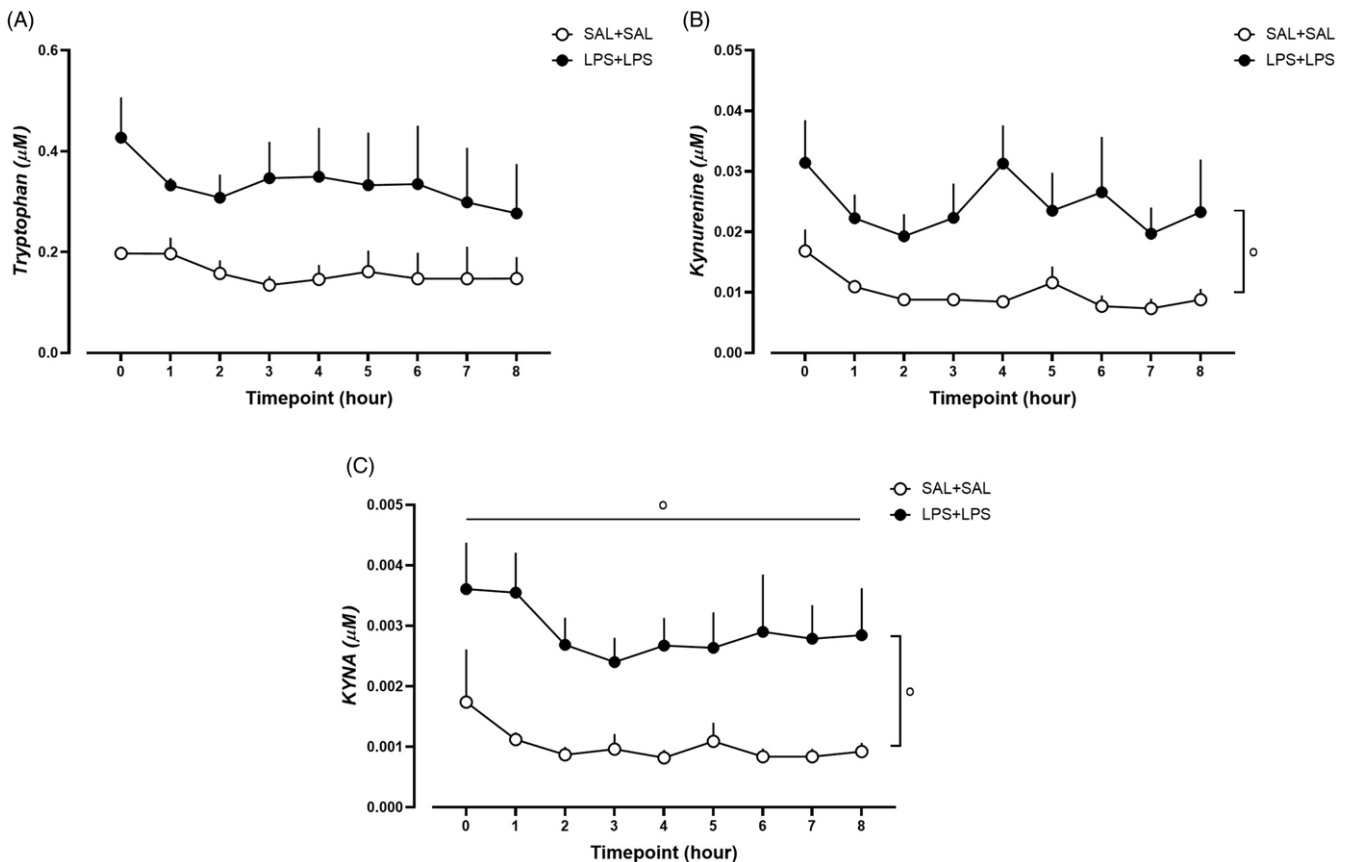 (A)
SAL+SAL
LPS+LPS
Tryptophan (μM)
0.6
0.4
0.2
0.0
0 1 2 3 4 5 6 7 8
Timepoint (hour)
(B)
SAL+SAL
LPS+LPS
Kynurenine (μM)
0.05
0.04
0.03
0.02
0.01
0.00
0 1 2 3 4 5 6 7 8
Timepoint (hour)
(C)
SAL+SAL
LPS+LPS
KYNA (μM)
0.005
0.004
0.003
0.002
0.001
0.000
0 1 2 3 4 5 6 7 8
Timepoint (hour)